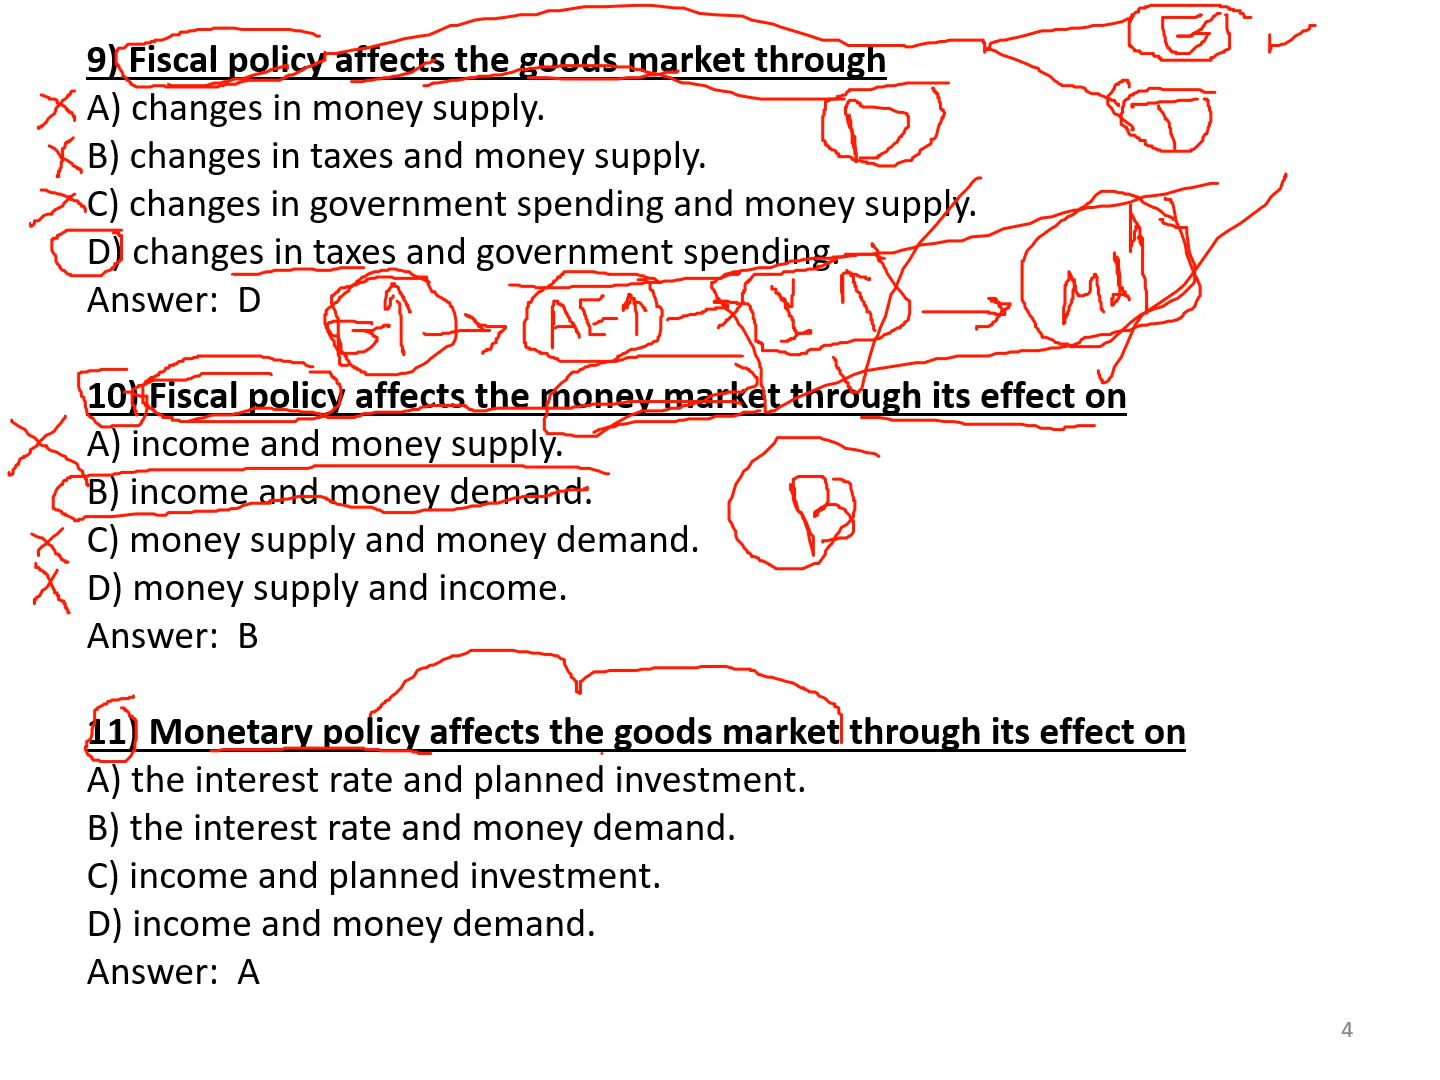 9) Fiscal policy affects the goods market through
G
A) changes in money supply.
D
T
B) changes in taxes and money supply.
C) changes in government spending and money supply.
D) changes in taxes and government spending.
Answer: D
G↑ → AE↑ → Y↑ → Md↑
10) Fiscal policy affects the money market through its effect on
A) income and money supply.
B) income and money demand.
B
C) money supply and money demand.
D) money supply and income.
Answer: B
11) Monetary policy affects the goods market through its effect on
A) the interest rate and planned investment.
B) the interest rate and money demand.
C) income and planned investment.
D) income and money demand.
Answer: A
4